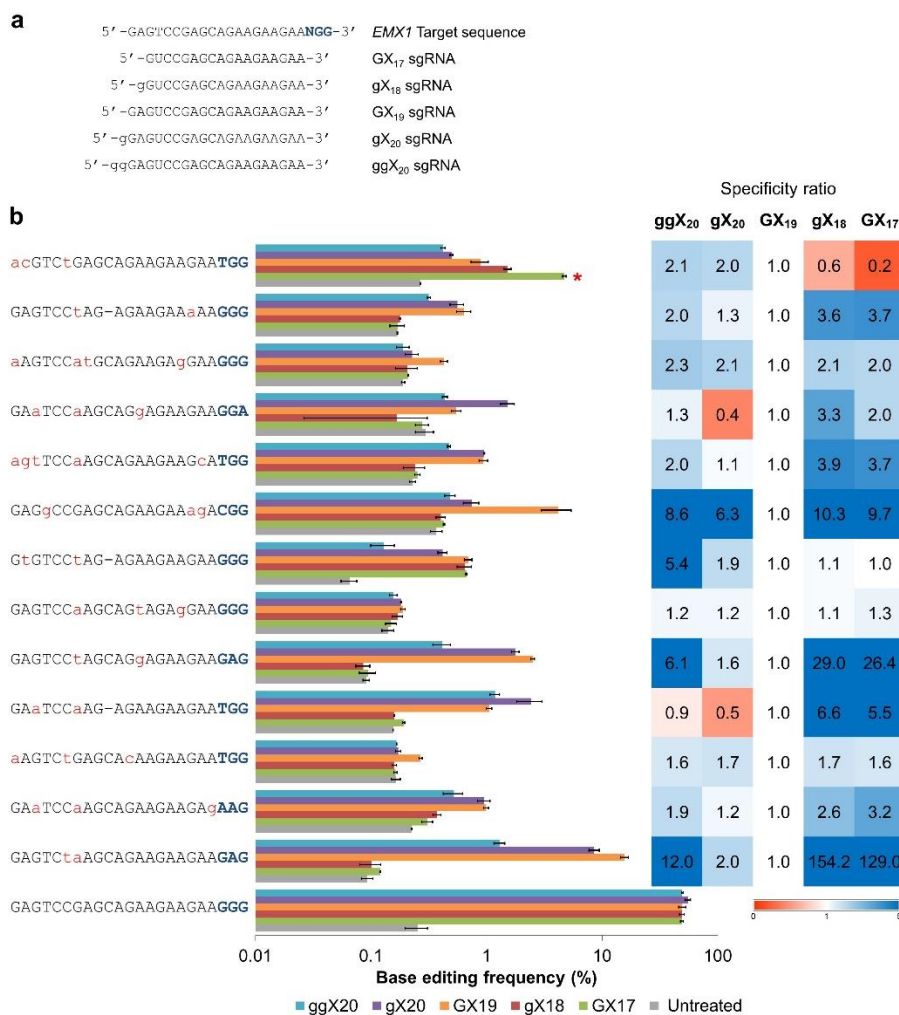 a
5′-GAGTCCGAGCAGAAGAAGAANGG-3′ EMX1 Target sequence
5′-GUCCGAGCAGAAGAAGAA-3′ GX₁₇ sgRNA
5′-gGUCCGAGCAGAAGAAGAA-3′ gX₁₈ sgRNA
5′-GAGUCCGAGCAGAAGAAGAA-3′ GX₁₉ sgRNA
5′-gGAGUCCGAGCAGAAGAAGAA-3′ gX₂₀ sgRNA
5′-ggGAGUCCGAGCAGAAGAAGAA-3′ ggX₂₀ sgRNA
Specificity ratio
b ggX₂₀ gX₂₀ GX₁₉ gX₁₈ GX₁₇
acGTCtGAGCAGAAGAAGAATGG * 2.1 2.0 1.0 0.6 0.2
GAGTCCtAG-AGAAGAAaAAGGG 2.0 1.3 1.0 3.6 3.7
aAGTCCatGCAGAAGAgGAAGGG 2.3 2.1 1.0 2.1 2.0
GAaTCCaAGCAGgAGAAGAAGGA 1.3 0.4 1.0 3.3 2.0
agtTCCaAGCAGAAGAAGcATGG 2.0 1.1 1.0 3.9 3.7
GAGgCCGAGCAGAAGAAagACGG 8.6 6.3 1.0 10.3 9.7
GtGTCCtAG-AGAAGAAGAAGGG 5.4 1.9 1.0 1.1 1.0
GAGTCCaAGCAGtAGAgGAAGGG 1.2 1.2 1.0 1.1 1.3
GAGTCCtAGCAGgAGAAGAAGAG 6.1 1.6 1.0 29.0 26.4
GAaTCCaAG-AGAAGAAGAATGG 0.9 0.5 1.0 6.6 5.5
aAGTCtGAGCAcAAGAAGAATGG 1.6 1.7 1.0 1.7 1.6
GAaTCCaAGCAGAAGAAGAgAAG 1.9 1.2 1.0 2.6 3.2
GAGTCtaAGCAGAAGAAGAAGAG 12.0 2.0 1.0 154.2 129.0
GAGTCCGAGCAGAAGAAGAAGGG
0 1
0.01 0.1 1 10 100
Base editing frequency (%)
ggX20 gX20 GX19 gX18 GX17 Untreated